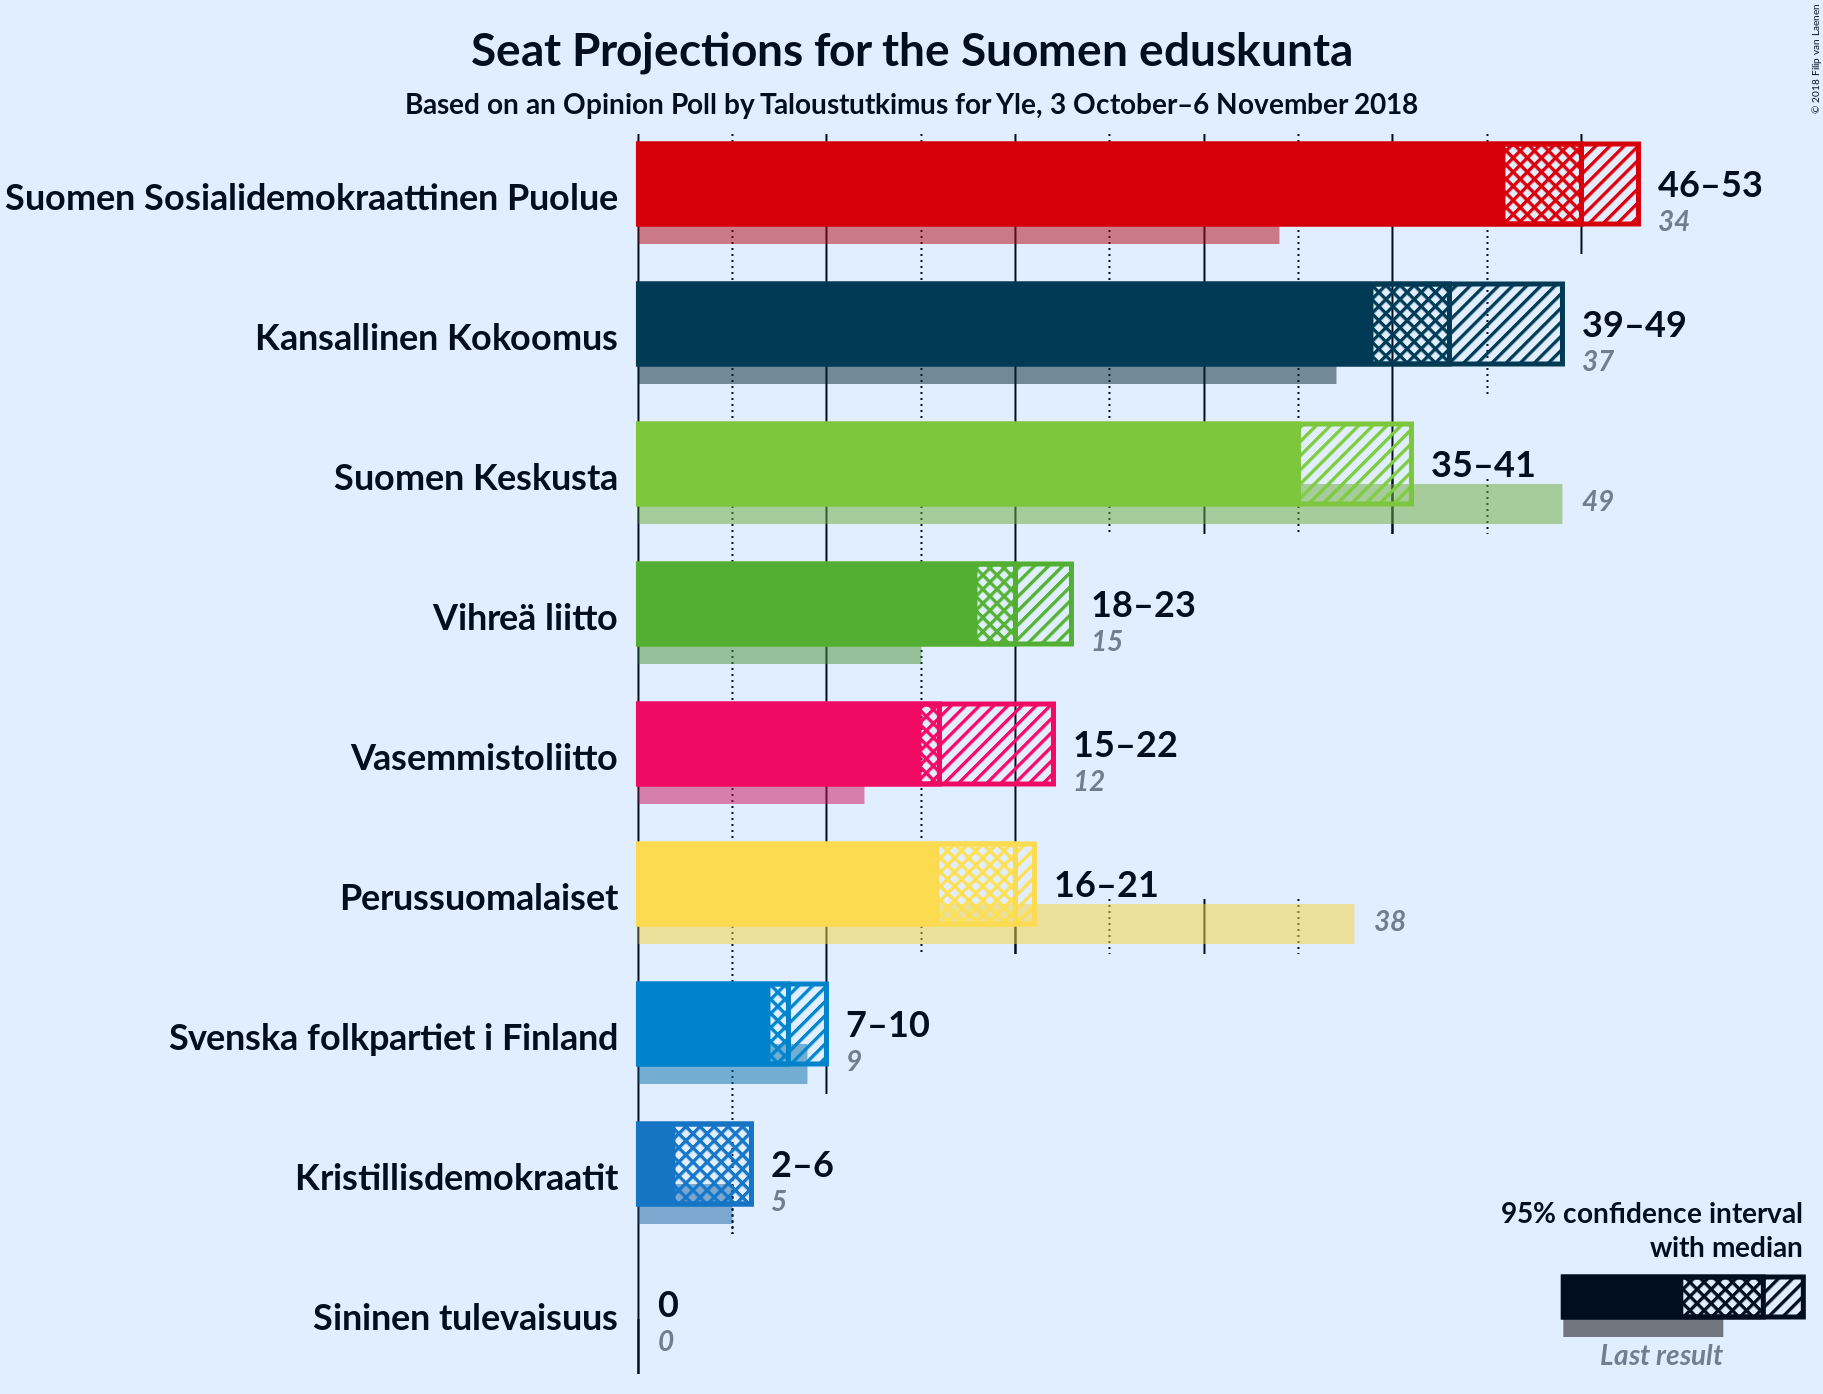 Seat Projections for the Suomen eduskunta
Based on an Opinion Poll by Taloustutkimus for Yle, 3 October–6 November 2018
© 2018 Filip van Laenen
Suomen Sosialidemokraattinen Puolue
46–53
34
Kansallinen Kokoomus
39–49
37
Suomen Keskusta
35–41
49
Vihreä liitto
18–23
15
Vasemmistoliitto
15–22
12
Perussuomalaiset
16–21
38
Svenska folkpartiet i Finland
7–10
9
Kristillisdemokraatit
2–6
5
Sininen tulevaisuus
0
0
95% confidence interval
with median
Last result